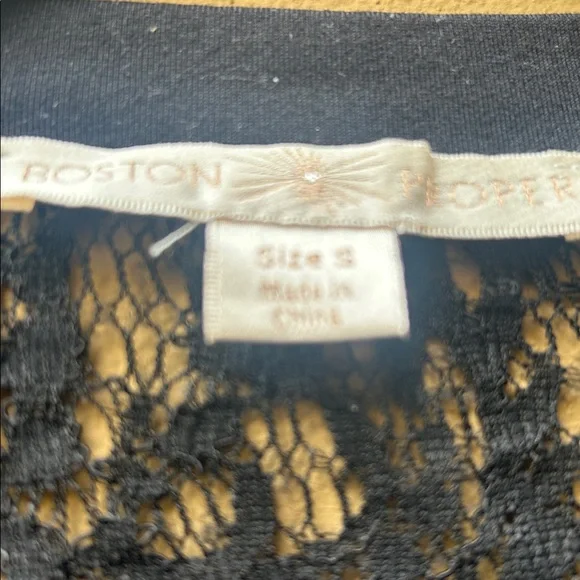 BOSTON PROPER
Size S
Made in
China